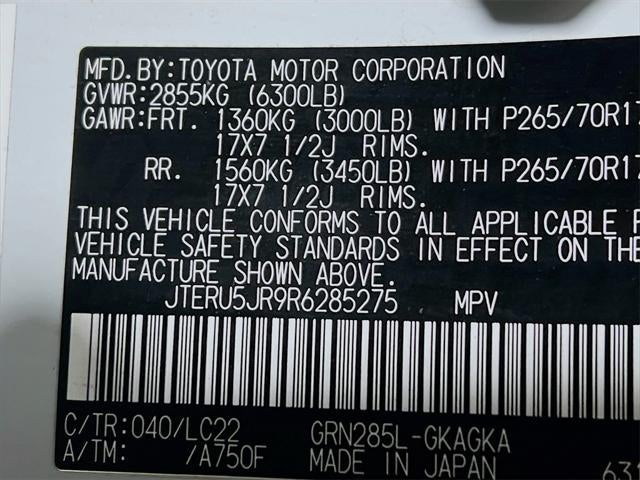 MFD.BY:TOYOTA MOTOR CORPORATION
GVWR:2855KG (6300LB)
GAWR:FRT. 1360KG (3000LB) WITH P265/70R17
17X7 1/2J RIMS.
RR. 1560KG (3450LB) WITH P265/70R17
17X7 1/2J RIMS.
THIS VEHICLE CONFORMS TO ALL APPLICABLE F
VEHICLE SAFETY STANDARDS IN EFFECT ON THE
MANUFACTURE SHOWN ABOVE.
JTERU5JR9R6285275 MPV
C/TR:040/LC22 GRN285L-GKAGKA
A/TM: /A750F MADE IN JAPAN 631